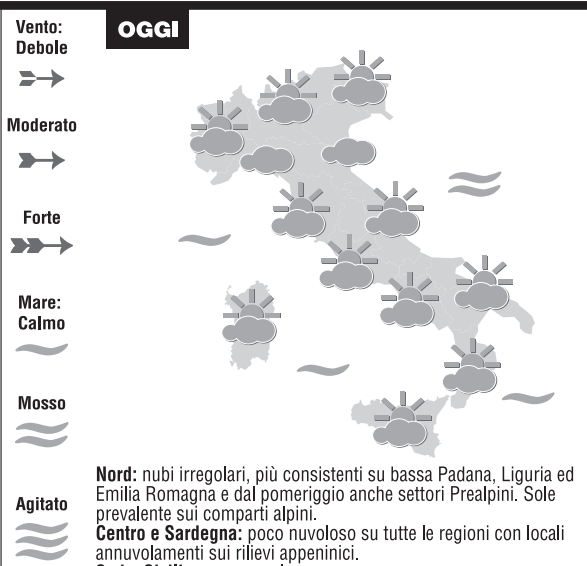 Vento:
Debole
OGGI
Moderato
Forte
Mare:
Calmo
Mosso
Agitato
Nord: nubi irregolari, più consistenti su bassa Padana, Liguria ed
Emilia Romagna e dal pomeriggio anche settori Prealpini. Sole
prevalente sui comparti alpini.
Centro e Sardegna: poco nuvoloso su tutte le regioni con locali
annuvolamenti sui rilievi appeninici.